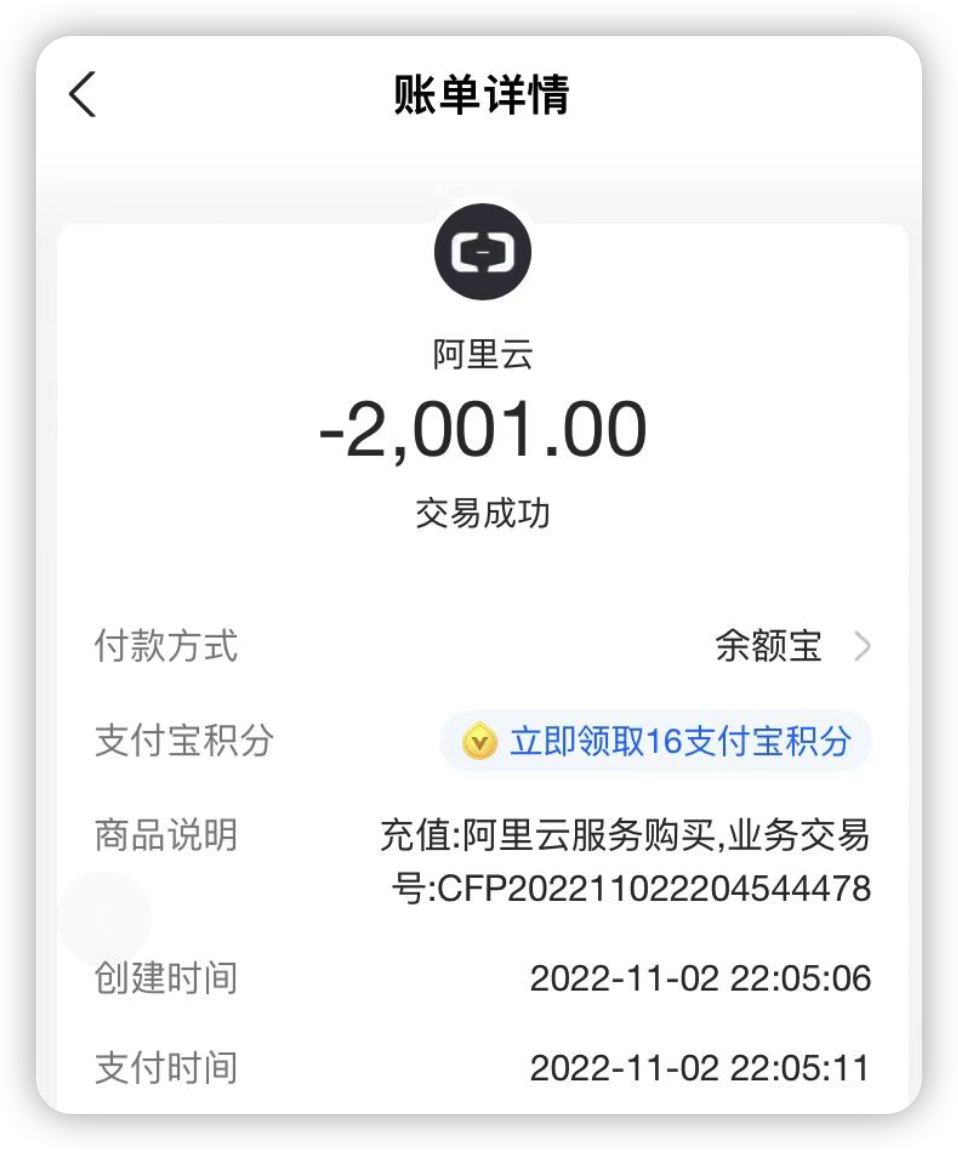 账单详情
阿里云
-2,001.00
交易成功
付款方式 余额宝
支付宝积分 立即领取16支付宝积分
商品说明 充值:阿里云服务购买,业务交易
号:CFP2022110222204544478
创建时间 2022-11-02 22:05:06
支付时间 2022-11-02 22:05:11